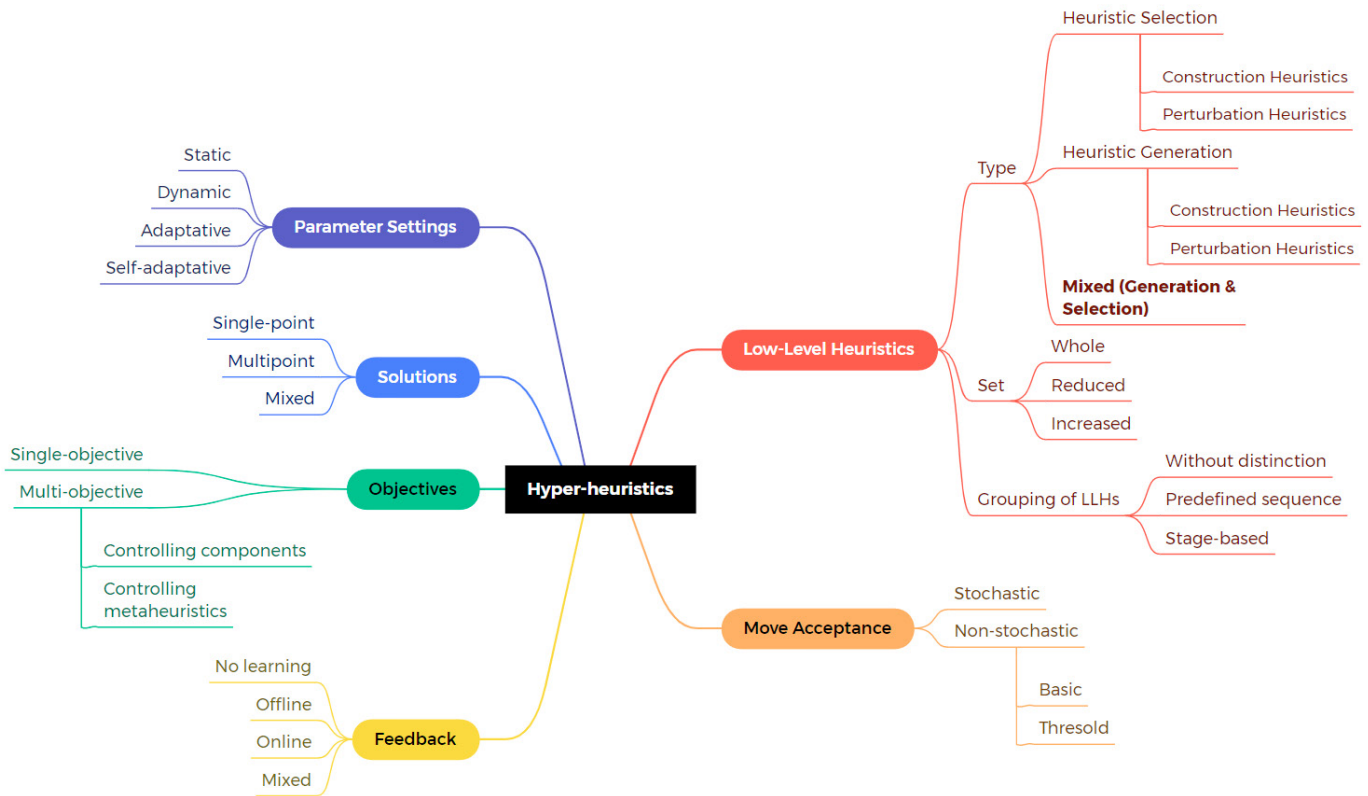 Hyper-heuristics
Parameter Settings
Static
Dynamic
Adaptative
Self-adaptative
Solutions
Single-point
Multipoint
Mixed
Objectives
Single-objective
Multi-objective
Controlling components
Controlling
metaheuristics
Feedback
No learning
Offline
Online
Mixed
Low-Level Heuristics
Type
Heuristic Selection
Construction Heuristics
Perturbation Heuristics
Heuristic Generation
Construction Heuristics
Perturbation Heuristics
Mixed (Generation &
Selection)
Set
Whole
Reduced
Increased
Grouping of LLHs
Without distinction
Predefined sequence
Stage-based
Move Acceptance
Stochastic
Non-stochastic
Basic
Thresold